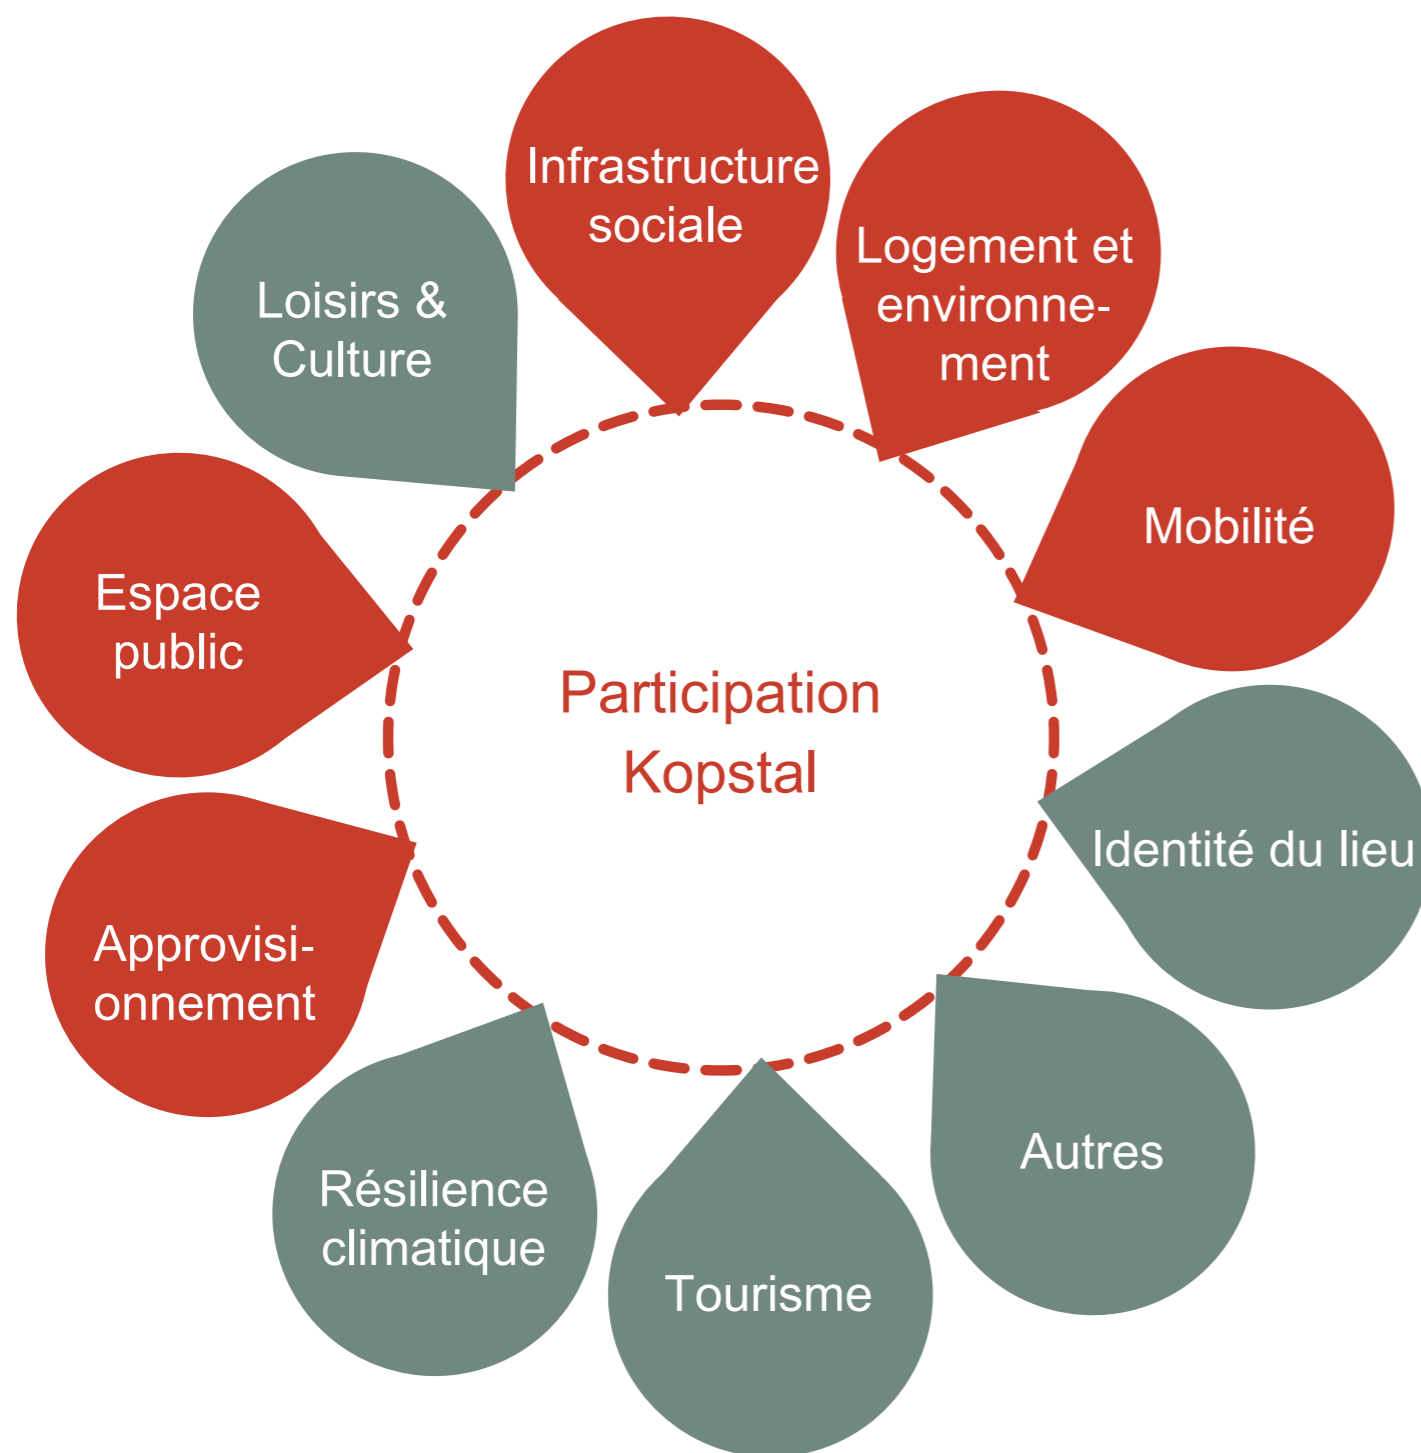 Infrastructure
sociale
Logement et
environne-
ment
Mobilité
Identité du lieu
Autres
Tourisme
Résilience
climatique
Approvisi-
onnement
Espace
public
Loisirs &
Culture
Participation
Kopstal